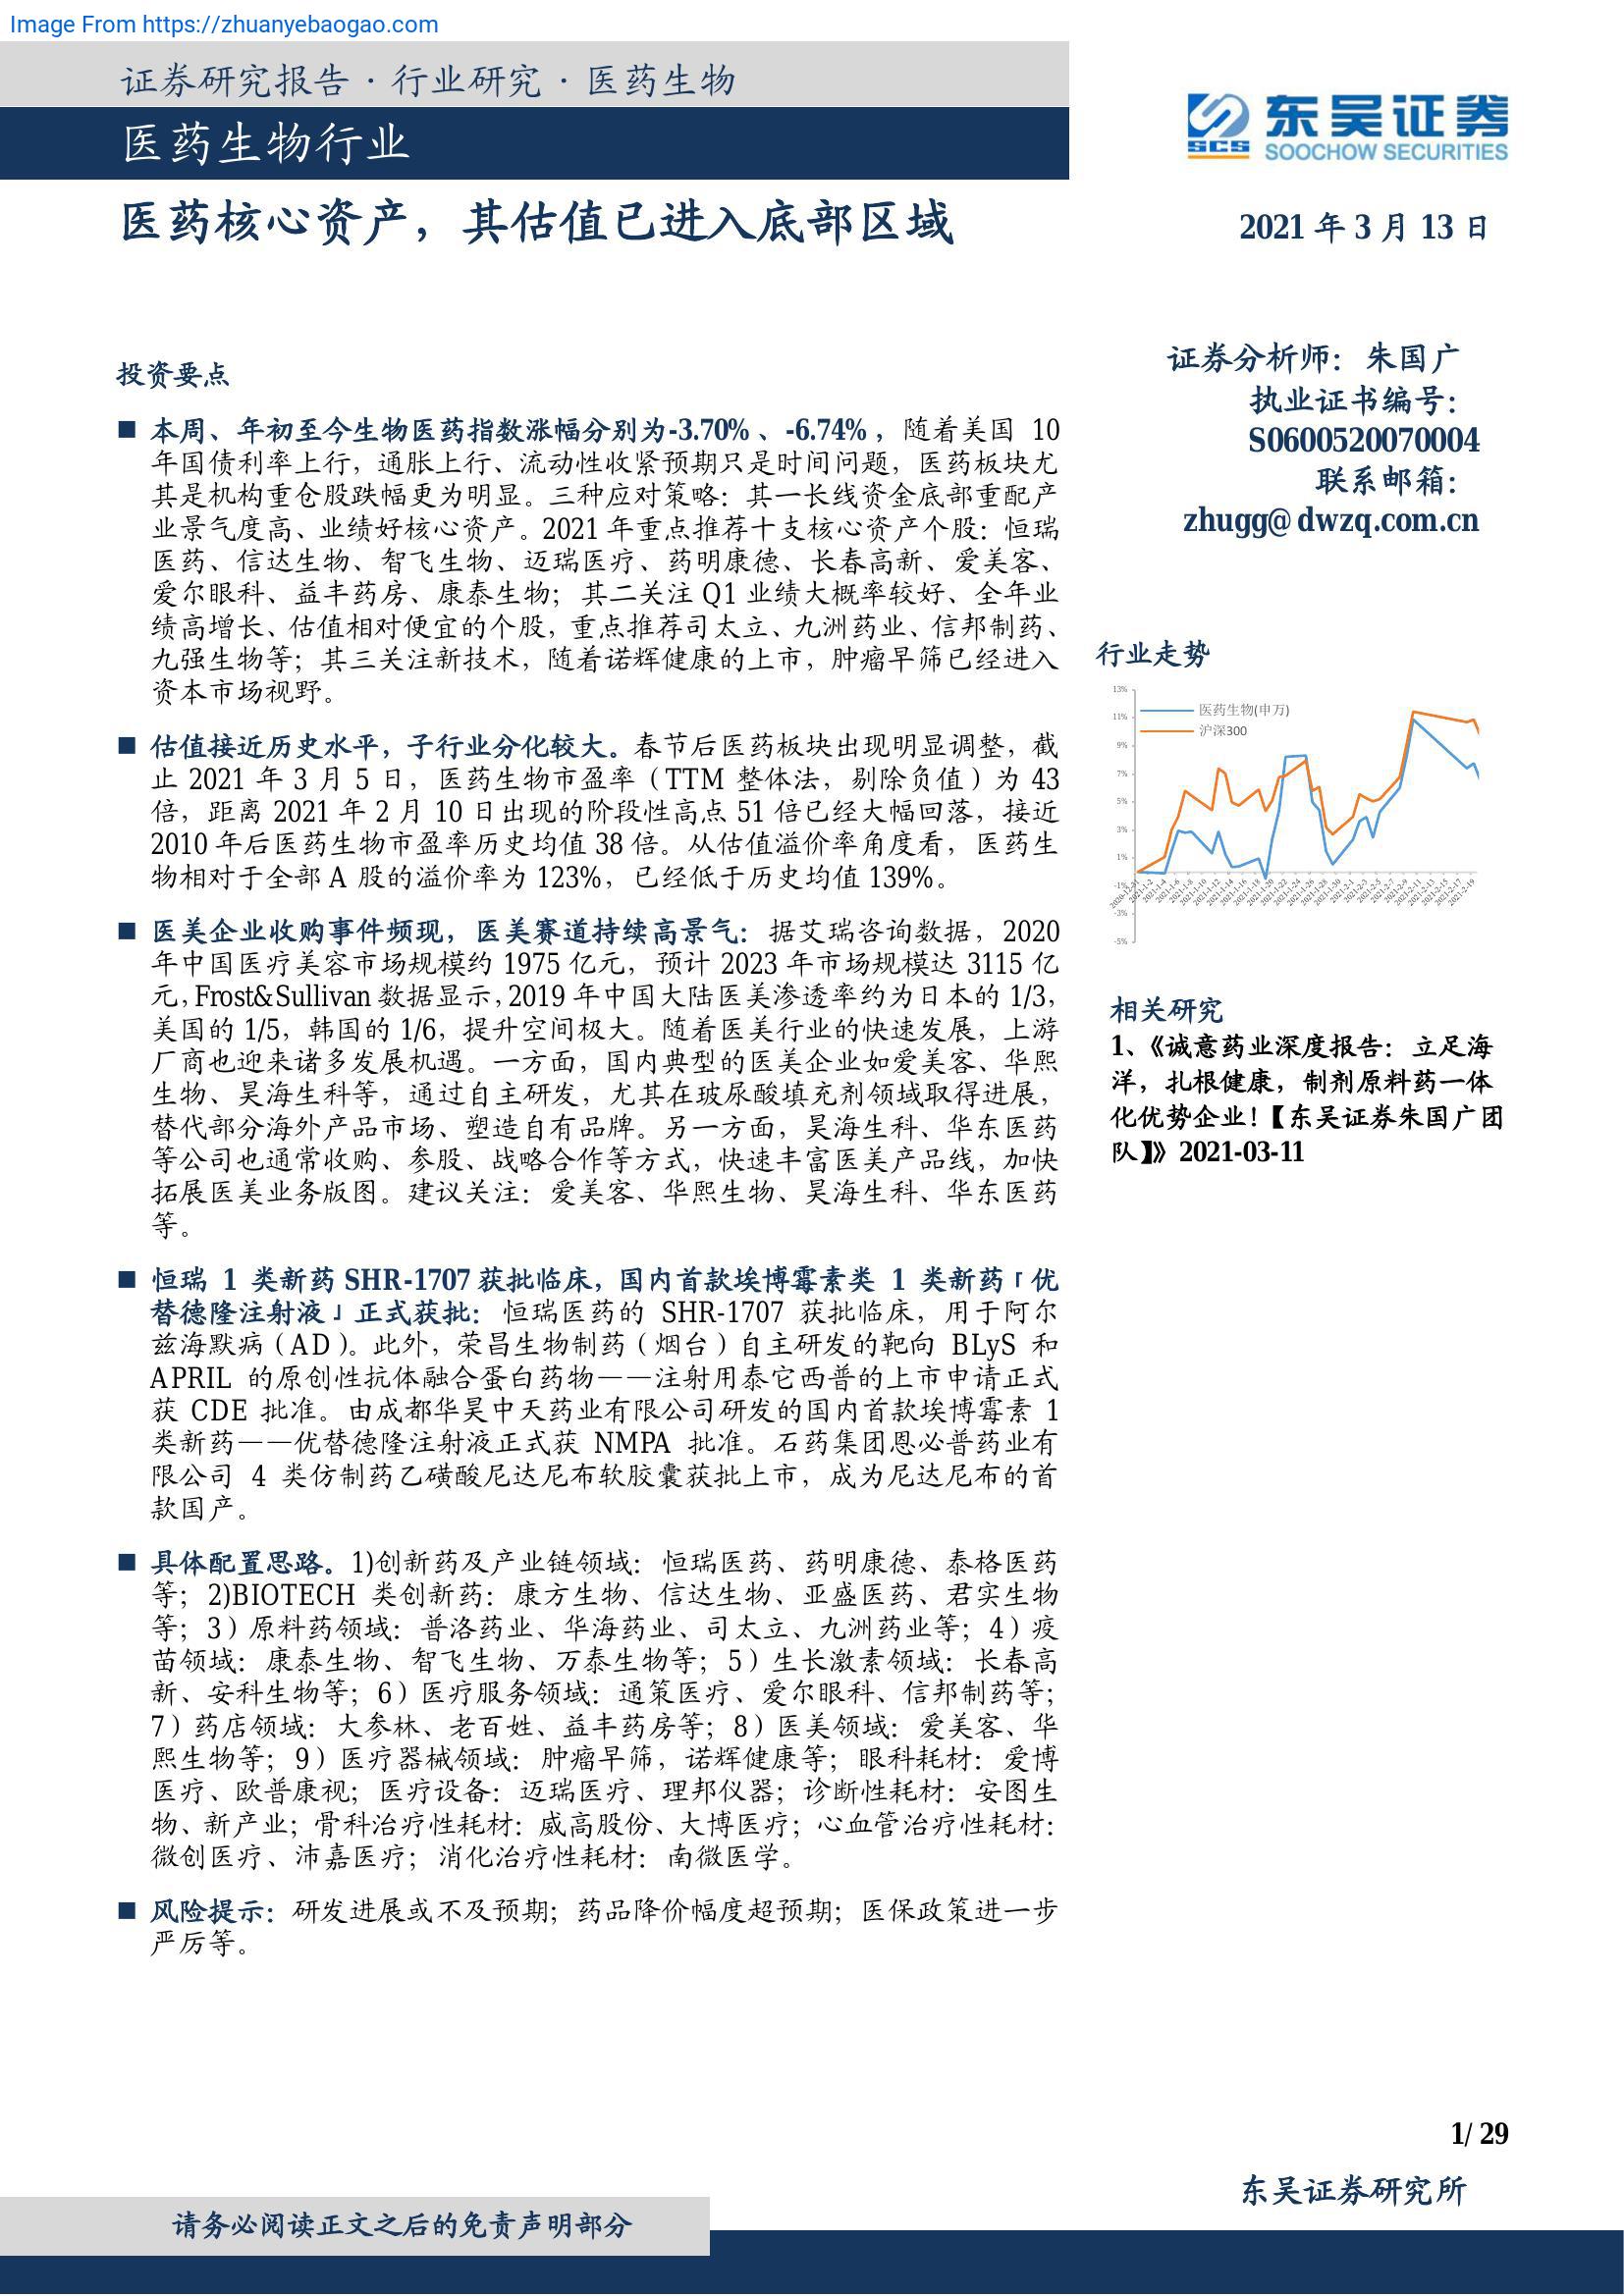 Image From https://zhuanyebaogao.com
证券研究报告·行业研究·医药生物
医药生物行业
东吴证券
SCS
SOOCHOW SECURITIES
医药核心资产，其估值已进入底部区域
2021 年 3 月 13 日
投资要点
■ 本周、年初至今生物医药指数涨幅分别为-3.70%、-6.74%，随着美国 10
年国债利率上行，通胀上行、流动性收紧预期只是时间问题，医药板块尤
其是机构重仓股跌幅更为明显。三种应对策略：其一长线资金底部重配产
业景气度高、业绩好核心资产。2021 年重点推荐十支核心资产个股：恒瑞
医药、信达生物、智飞生物、迈瑞医疗、药明康德、长春高新、爱美客、
爱尔眼科、益丰药房、康泰生物；其二关注 Q1 业绩大概率较好、全年业
绩高增长、估值相对便宜的个股，重点推荐司太立、九洲药业、信邦制药、
九强生物等；其三关注新技术，随着诺辉健康的上市，肿瘤早筛已经进入
资本市场视野。
■ 估值接近历史水平，子行业分化较大。春节后医药板块出现明显调整，截
止 2021 年 3 月 5 日，医药生物市盈率（TTM 整体法，剔除负值）为 43
倍，距离 2021 年 2 月 10 日出现的阶段性高点 51 倍已经大幅回落，接近
2010 年后医药生物市盈率历史均值 38 倍。从估值溢价率角度看，医药生
物相对于全部 A 股的溢价率为 123%，已经低于历史均值 139%。
■ 医美企业收购事件频现，医美赛道持续高景气：据艾瑞咨询数据，2020
年中国医疗美容市场规模约 1975 亿元，预计 2023 年市场规模达 3115 亿
元，Frost&Sullivan 数据显示，2019 年中国大陆医美渗透率约为日本的 1/3，
美国的 1/5，韩国的 1/6，提升空间极大。随着医美行业的快速发展，上游
厂商也迎来诸多发展机遇。一方面，国内典型的医美企业如爱美客、华熙
生物、昊海生科等，通过自主研发，尤其在玻尿酸填充剂领域取得进展，
替代部分海外产品市场、塑造自有品牌。另一方面，昊海生科、华东医药
等公司也通常收购、参股、战略合作等方式，快速丰富医美产品线，加快
拓展医美业务版图。建议关注：爱美客、华熙生物、昊海生科、华东医药
等。
■ 恒瑞 1 类新药 SHR-1707 获批临床，国内首款埃博霉素类 1 类新药「优
替德隆注射液」正式获批：恒瑞医药的 SHR-1707 获批临床，用于阿尔
兹海默病（AD）。此外，荣昌生物制药（烟台）自主研发的靶向 BLyS 和
APRIL 的原创性抗体融合蛋白药物——注射用泰它西普的上市申请正式
获 CDE 批准。由成都华昊中天药业有限公司研发的国内首款埃博霉素 1
类新药——优替德隆注射液正式获 NMPA 批准。石药集团恩必普药业有
限公司 4 类仿制药乙磺酸尼达尼布软胶囊获批上市，成为尼达尼布的首
款国产。
■ 具体配置思路。1)创新药及产业链领域：恒瑞医药、药明康德、泰格医药
等；2)BIOTECH 类创新药：康方生物、信达生物、亚盛医药、君实生物
等；3）原料药领域：普洛药业、华海药业、司太立、九洲药业等；4）疫
苗领域：康泰生物、智飞生物、万泰生物等；5）生长激素领域：长春高
新、安科生物等；6）医疗服务领域：通策医疗、爱尔眼科、信邦制药等；
7）药店领域：大参林、老百姓、益丰药房等；8）医美领域：爱美客、华
熙生物等；9）医疗器械领域：肿瘤早筛，诺辉健康等；眼科耗材：爱博
医疗、欧普康视；医疗设备：迈瑞医疗、理邦仪器；诊断性耗材：安图生
物、新产业；骨科治疗性耗材：威高股份、大博医疗；心血管治疗性耗材：
微创医疗、沛嘉医疗；消化治疗性耗材：南微医学。
■ 风险提示：研发进展或不及预期；药品降价幅度超预期；医保政策进一步
严厉等。
证券分析师：朱国广
执业证书编号：
S0600520070004
联系邮箱：
zhugg@dwzq.com.cn
行业走势
13%
11%
9%
7%
5%
3%
1%
-1%
-3%
-5%
医药生物(申万)
沪深300
相关研究
1、《诚意药业深度报告：立足海
洋，扎根健康，制剂原料药一体
化优势企业！【东吴证券朱国广团
队】》2021-03-11
1/ 29
东吴证券研究所
请务必阅读正文之后的免责声明部分